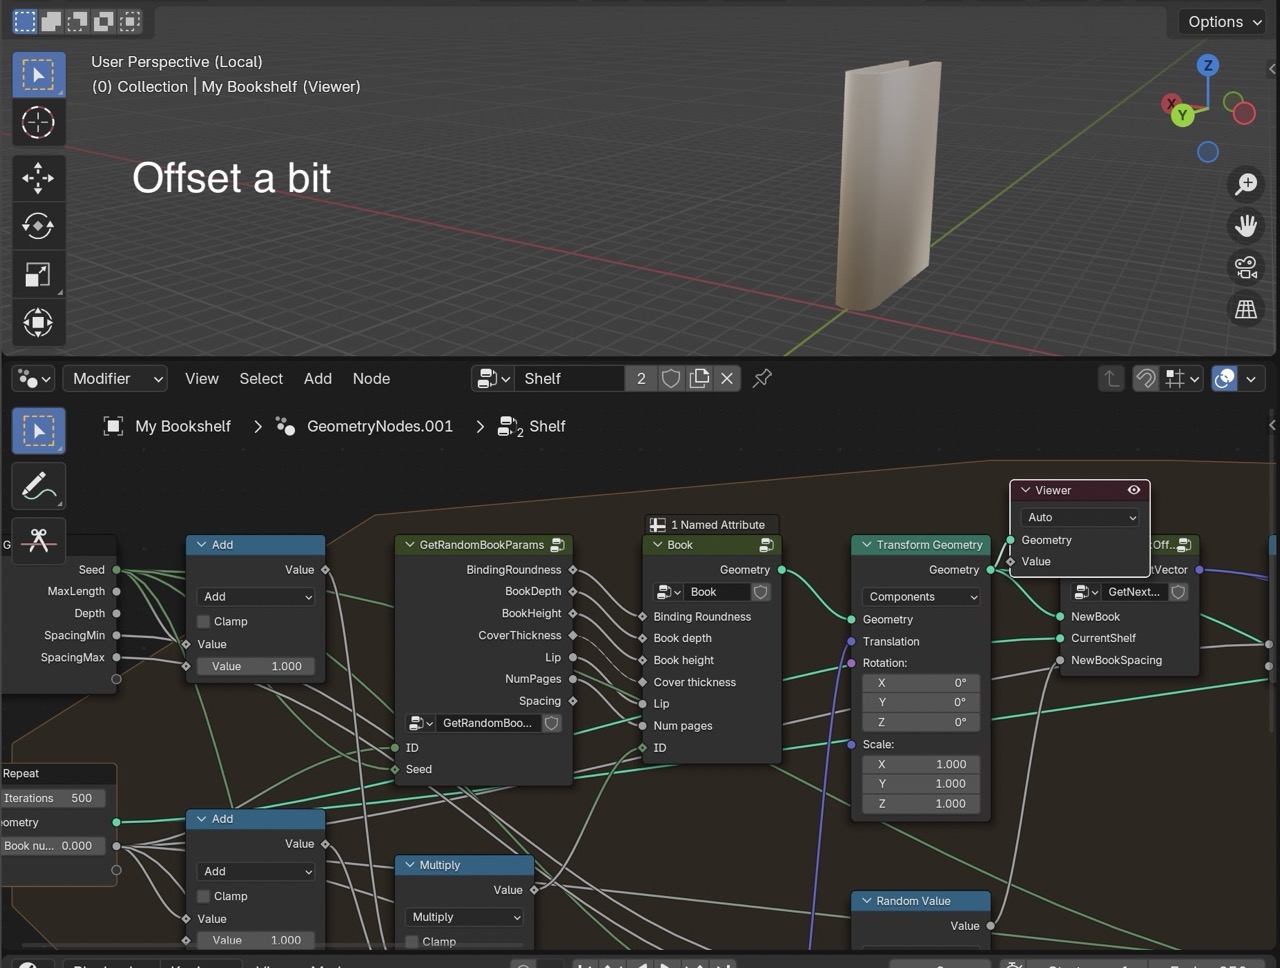 Options
User Perspective (Local)
(0) Collection | My Bookshelf (Viewer)
Z
X
Y
Offset a bit
Modifier View Select Add Node Shelf 2
My Bookshelf > GeometryNodes.001 > 2 Shelf
Viewer
Auto
Geometry
Value
1 Named Attribute
Seed
MaxLength
Depth
SpacingMin
SpacingMax
Add
Value
Add
Clamp
Value
Value 1.000
GetRandomBookParams
BindingRoundness
BookDepth
BookHeight
CoverThickness
Lip
NumPages
Spacing
GetRandomBoo...
ID
Seed
Book
Geometry
Book
Binding Roundness
Book depth
Book height
Cover thickness
Lip
Num pages
ID
Transform Geometry
Geometry
Components
Geometry
Translation
Rotation:
X 0°
Y 0°
Z 0°
Scale:
X 1.000
Y 1.000
Z 1.000
Off...
tVector
GetNext...
NewBook
CurrentShelf
NewBookSpacing
Repeat
Iterations 500
eometry
Book nu... 0.000
Add
Value
Add
Clamp
Value
Value 1.000
Multiply
Value
Multiply
Clamp
Random Value
Value